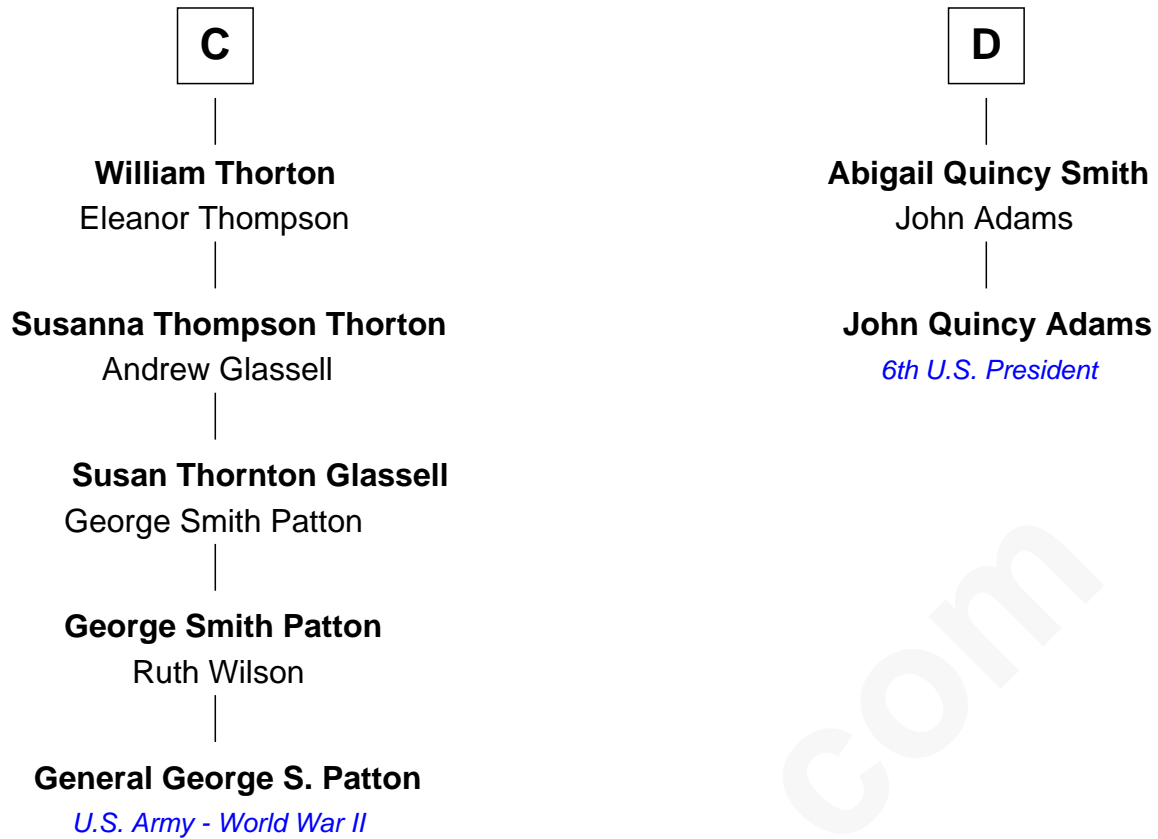 C
William Thorton
Eleanor Thompson
Susanna Thompson Thorton
Andrew Glassell
Susan Thornton Glassell
George Smith Patton
George Smith Patton
Ruth Wilson
General George S. Patton
U.S. Army - World War II
D
Abigail Quincy Smith
John Adams
John Quincy Adams
6th U.S. President
com